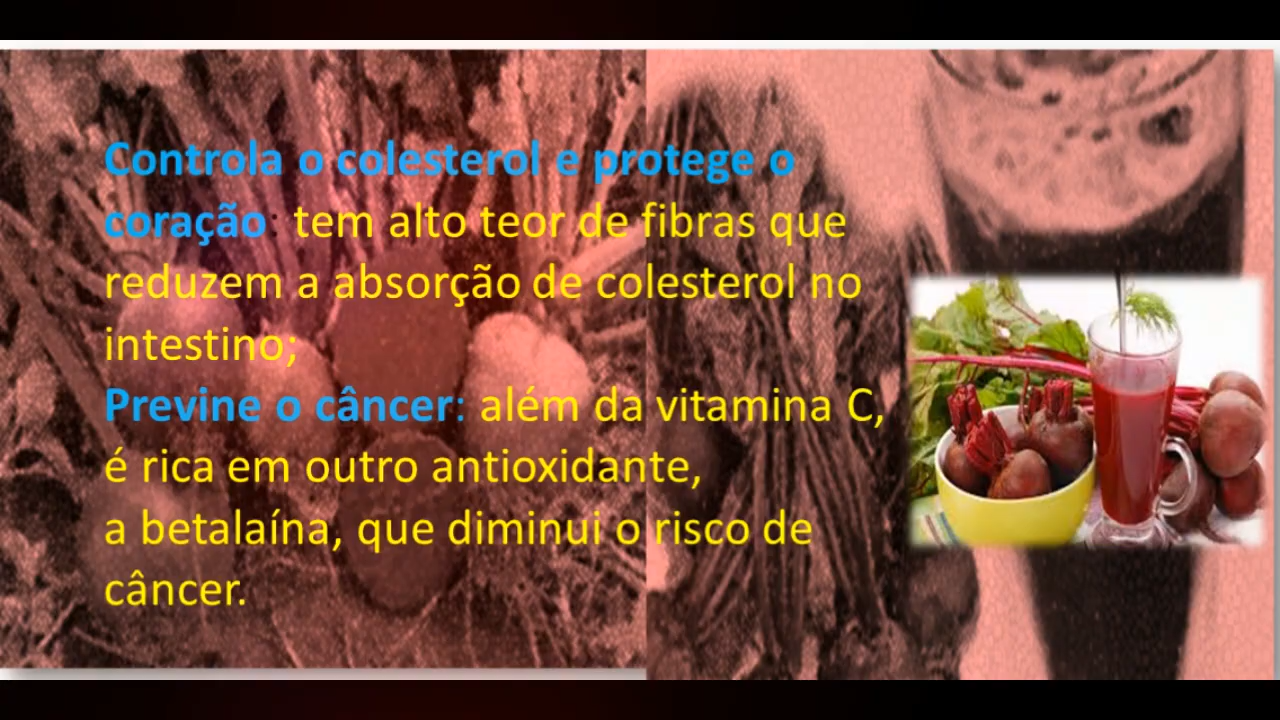 Controla o colesterol e protege o
coração: tem alto teor de fibras que
reduzem a absorção de colesterol no
intestino;
Previne o câncer: além da vitamina C,
é rica em outro antioxidante,
a betalaína, que diminui o risco de
câncer.